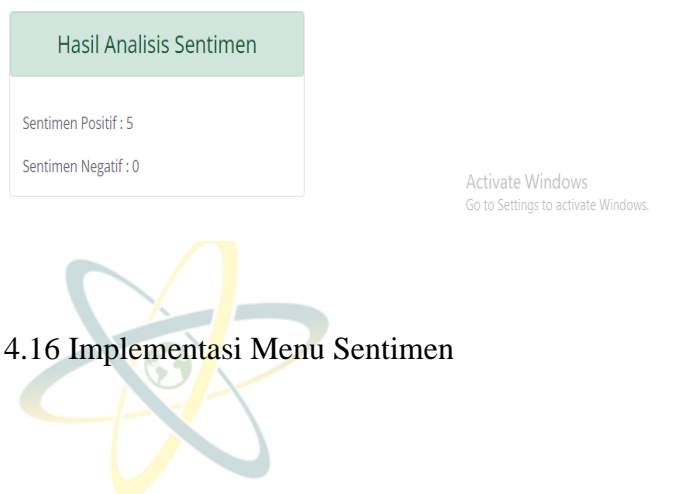 Hasil Analisis Sentimen
Sentimen Positif : 5
Sentimen Negatif : 0
Activate Windows
Go to Settings to activate Windows.
4.16 Implementasi Menu Sentimen